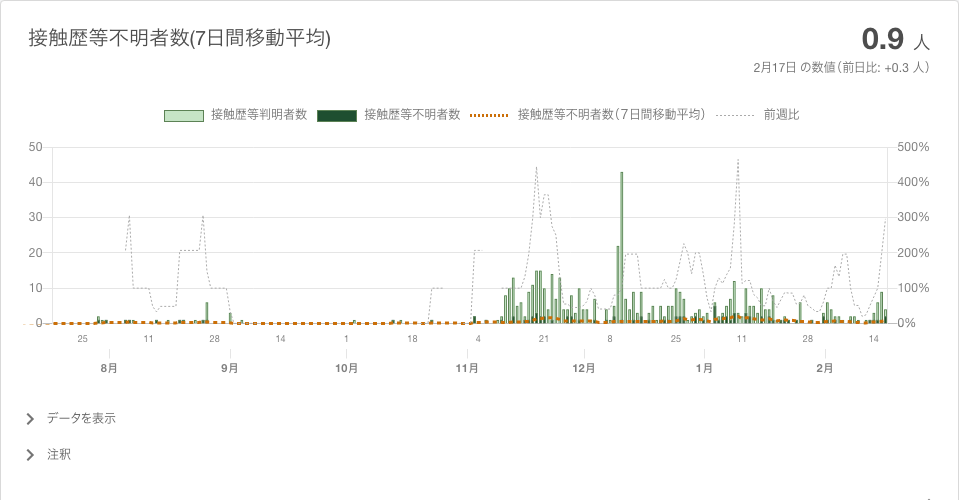 接触歴等不明者数(7日間移動平均)
0.9 人
2月17日 の数値(前日比: +0.3 人)
接触歴等判明者数 接触歴等不明者数 接触歴等不明者数(7日間移動平均) 前週比
50 500%
40 400%
30 300%
20 200%
10 100%
0 0%
25 11 28 14 1 18 4 21 8 25 11 28 14
8月 9月 10月 11月 12月 1月 2月
データを表示
注釈